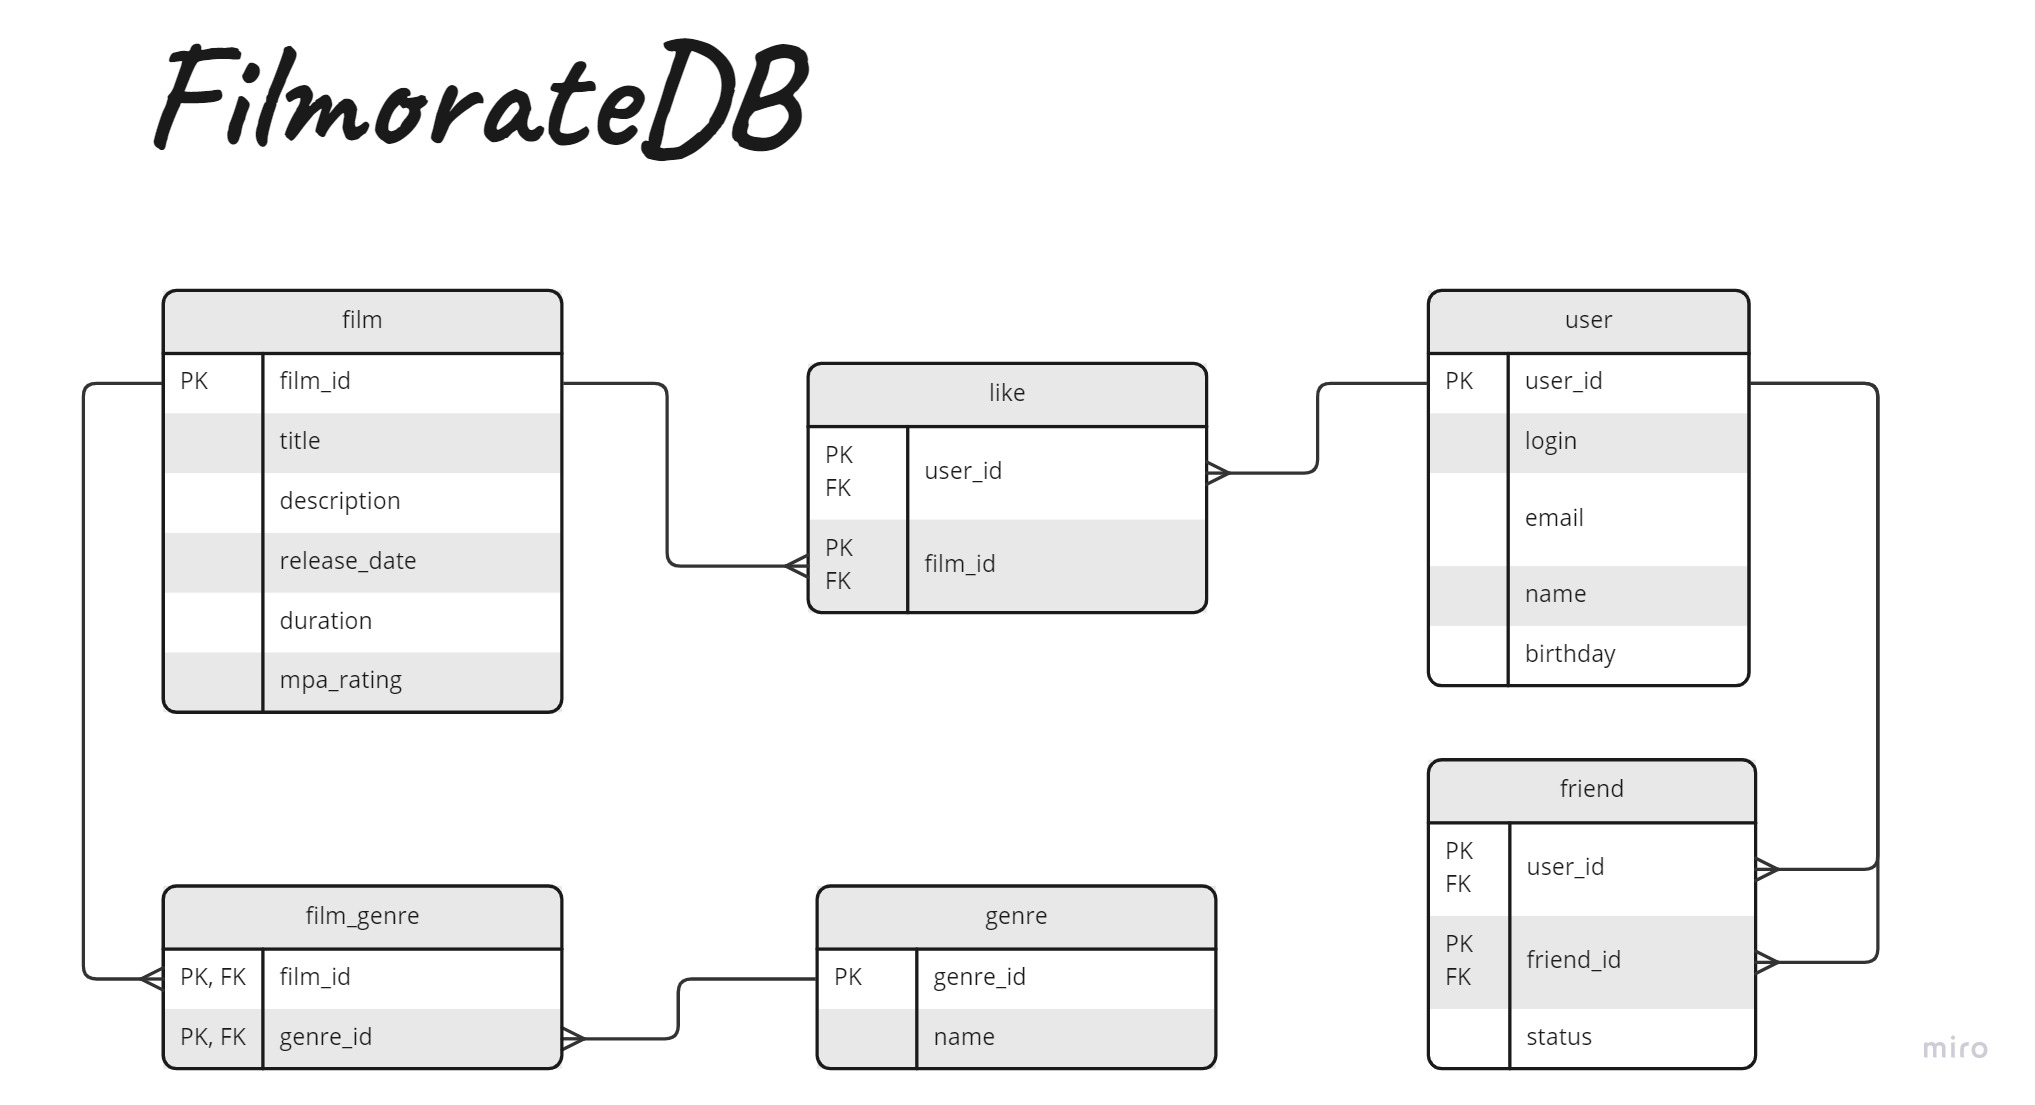 FilmorateDB
film
PK film_id
title
description
release_date
duration
mpa_rating
like
PK
FK
user_id
PK
FK
film_id
user
PK user_id
login
email
name
birthday
film_genre
PK, FK film_id
PK, FK genre_id
genre
PK genre_id
name
friend
PK
FK
user_id
PK
FK
friend_id
status
miro